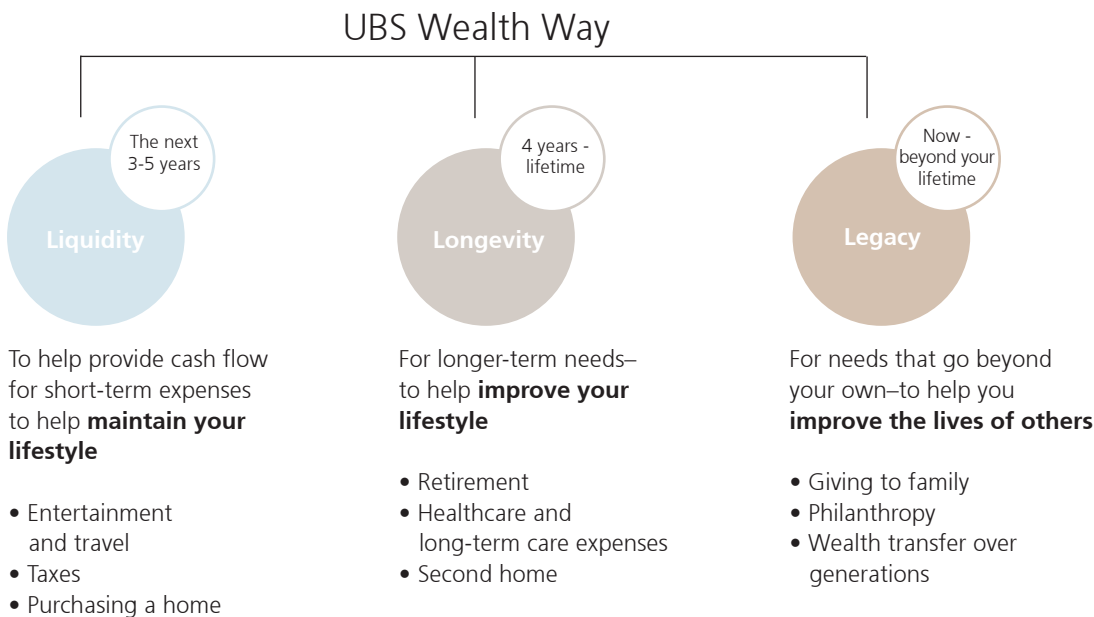 UBS Wealth Way
The next
3-5 years
Liquidity
To help provide cash flow
for short-term expenses
to help maintain your
lifestyle
• Entertainment
and travel
• Taxes
• Purchasing a home
4 years -
lifetime
Longevity
For longer-term needs–
to help improve your
lifestyle
• Retirement
• Healthcare and
long-term care expenses
• Second home
Now -
beyond your
lifetime
Legacy
For needs that go beyond
your own–to help you
improve the lives of others
• Giving to family
• Philanthropy
• Wealth transfer over
generations